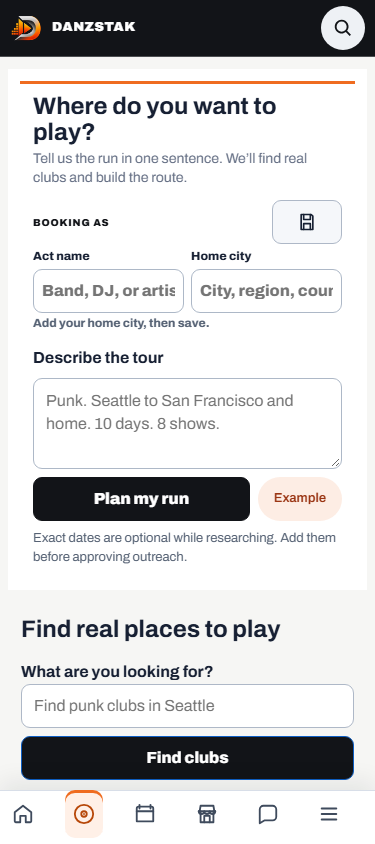 DANZSTAK
Where do you want to
play?
Tell us the run in one sentence. We’ll find real
clubs and build the route.
BOOKING AS
Act name
Home city
Band, DJ, or artis
City, region, cour
Add your home city, then save.
Describe the tour
Punk. Seattle to San Francisco and
home. 10 days. 8 shows.
Plan my run
Example
Exact dates are optional while researching. Add them
before approving outreach.
Find real places to play
What are you looking for?
Find punk clubs in Seattle
Find clubs